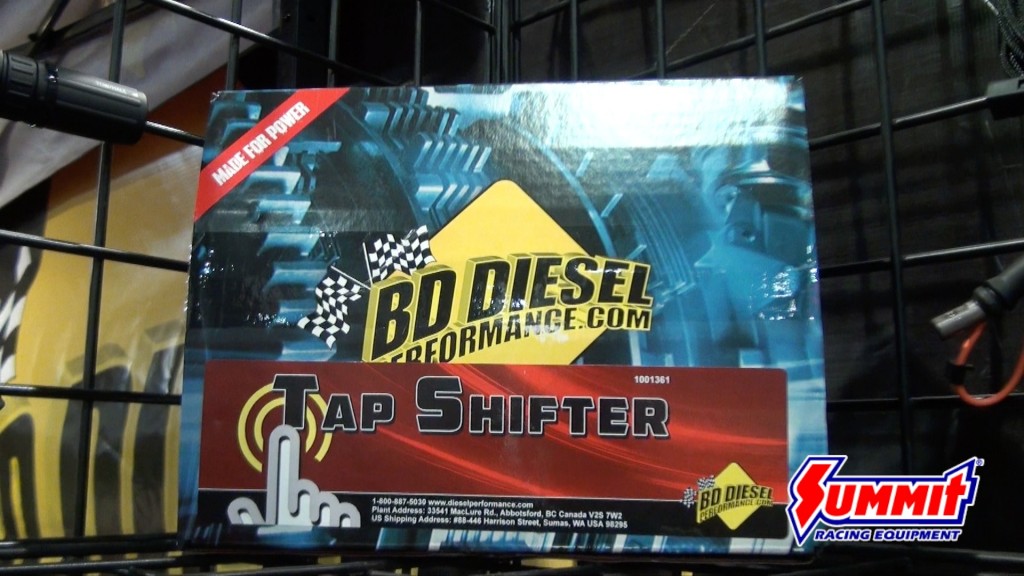 MADE FOR POWER
BD DIESEL
PERFORMANCE.COM
1001361
TAP SHIFTER
1-800-887-5039 www.dieselperformance.com
Plant Address: 33541 MacLure Rd., Abbotsford, BC Canada V2S 7W2
US Shipping Address: #88-446 Harrison Street, Sumas, WA USA 98295
BD DIESEL
PERFORMANCE.COM
SUMMIT
RACING EQUIPMENT